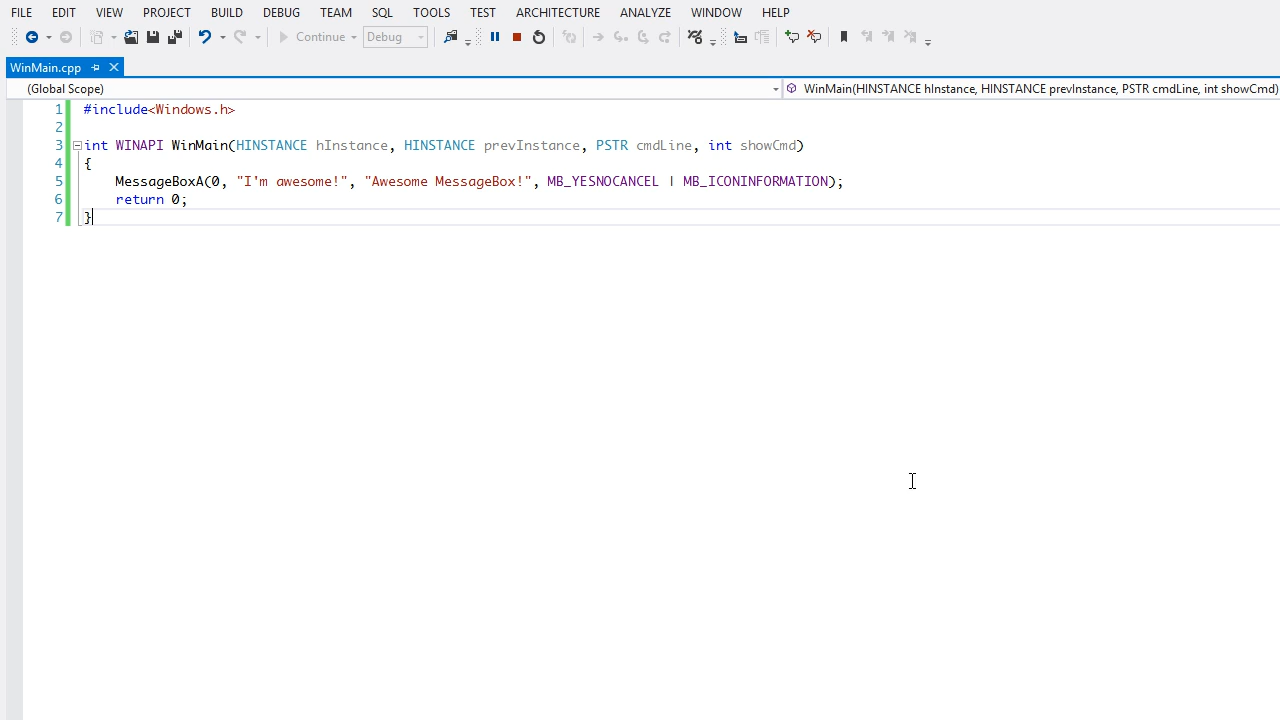 FILE EDIT VIEW PROJECT BUILD DEBUG TEAM SQL TOOLS TEST ARCHITECTURE ANALYZE WINDOW HELP
Continue Debug
WinMain.cpp
(Global Scope) WinMain(HINSTANCE hInstance, HINSTANCE prevInstance, PSTR cmdLine, int showCmd)
1 #include<Windows.h>
2
3 int WINAPI WinMain(HINSTANCE hInstance, HINSTANCE prevInstance, PSTR cmdLine, int showCmd)
4 {
5 MessageBoxA(0, "I'm awesome!", "Awesome MessageBox!", MB_YESNOCANCEL | MB_ICONINFORMATION);
6 return 0;
7 }